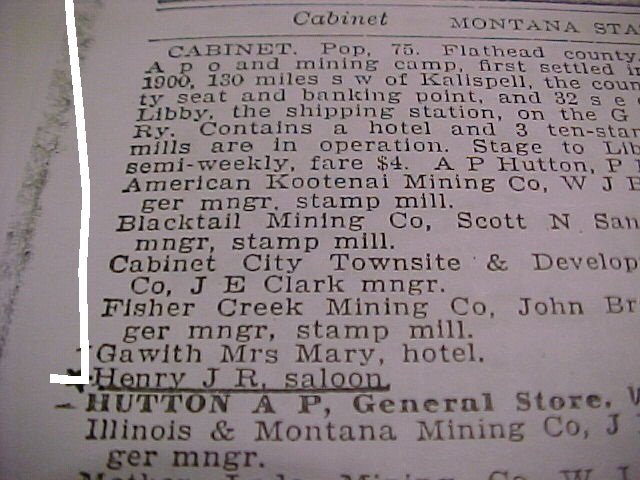 Cabinet MONTANA STA
CABINET. Pop, 75. Flathead county.
A p o and mining camp, first settled in
1900, 130 miles s w of Kalispell, the coun
ty seat and banking point, and 32 s e
Libby, the shipping station, on the G
Ry. Contains a hotel and 3 ten-stam
mills are in operation. Stage to Lib
semi-weekly, fare $4. A P Hutton, P
American Kootenai Mining Co, W J
ger mngr, stamp mill.
Blacktail Mining Co, Scott N San
mngr, stamp mill.
Cabinet City Townsite & Develop
Co, J E Clark mngr.
Fisher Creek Mining Co, John Br
ger mngr, stamp mill.
Gawith Mrs Mary, hotel.
Henry J R, saloon.
HUTTON A P, General Store.
Illinois & Montana Mining Co, J
ger mngr.
Mother Lode Mining Co, W J